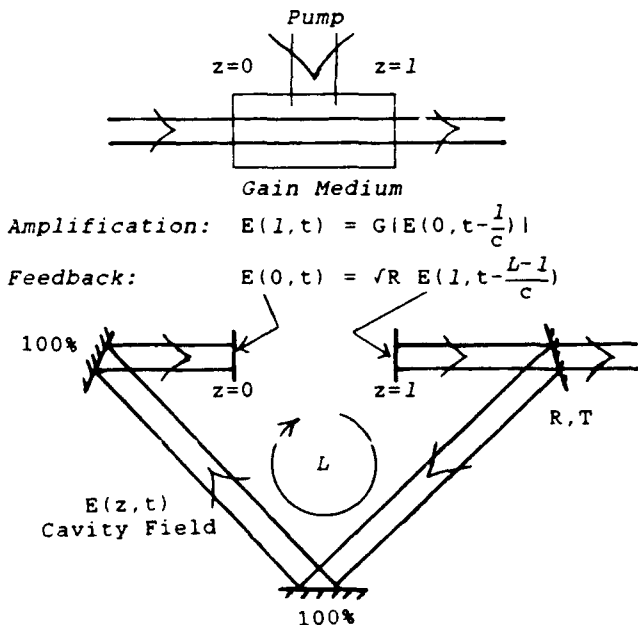 Pump
z=0 z=l
Gain Medium
Amplification: E(l,t) = G{E(0,t-l/c)}
Feedback: E(0,t) = √R E(l,t-L-l/c)
100%
z=0 z=l
R,T
L
E(z,t)
Cavity Field
100%